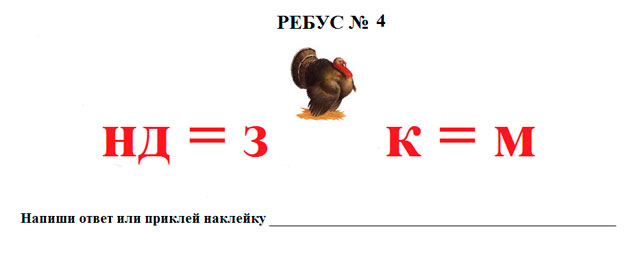 РЕБУС № 4
нд = з к = м
Напиши ответ или приклей наклейку